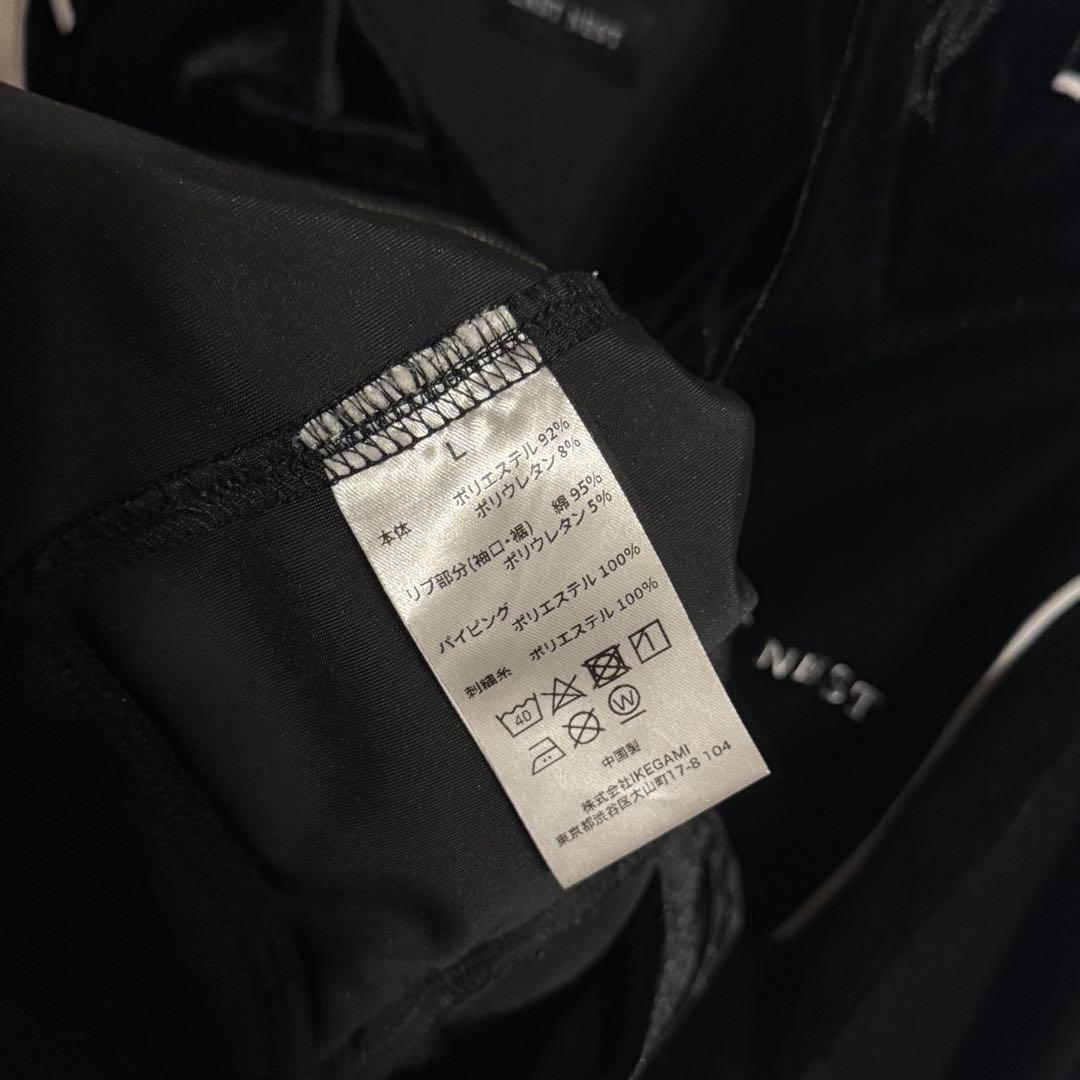 L
本体 ポリエステル 92%
ポリウレタン 8%
リブ部分(袖口・裾) 綿 95%
ポリウレタン 5%
パイピング ポリエステル 100%
刺繍糸 ポリエステル 100%
40
W
中国製
株式会社IKEGAMI
東京都渋谷区大山町17-8 104